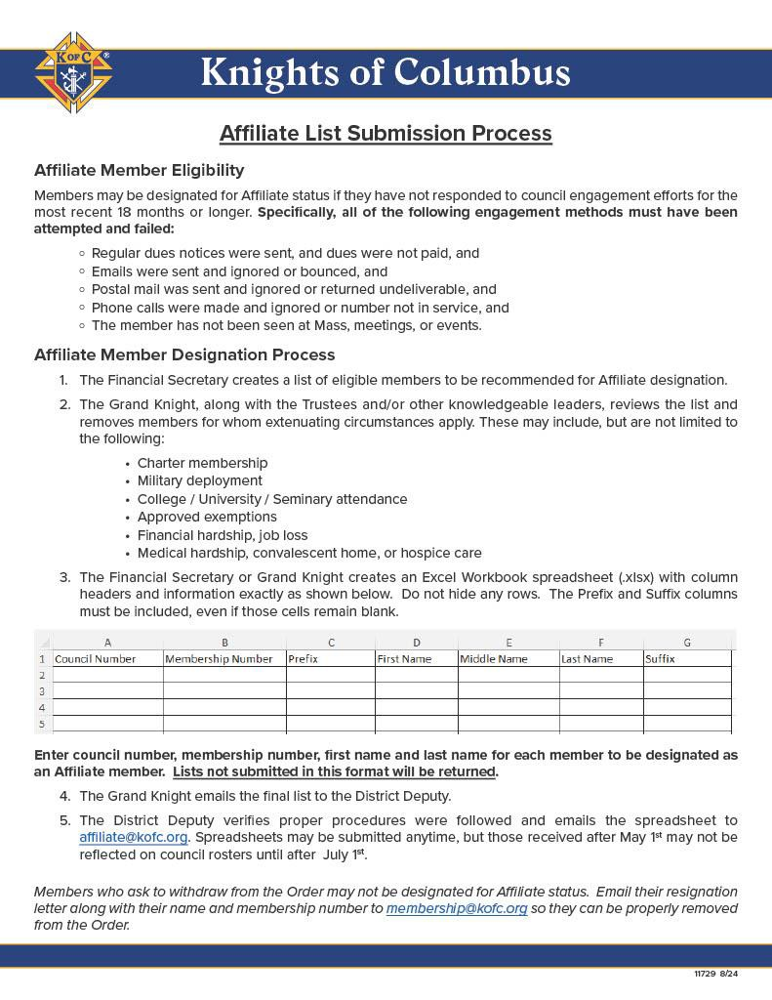 K OF C ®
Knights of Columbus
Affiliate List Submission Process
Affiliate Member Eligibility
Members may be designated for Affiliate status if they have not responded to council engagement efforts for the
most recent 18 months or longer. Specifically, all of the following engagement methods must have been
attempted and failed:
◦ Regular dues notices were sent, and dues were not paid, and
◦ Emails were sent and ignored or bounced, and
◦ Postal mail was sent and ignored or returned undeliverable, and
◦ Phone calls were made and ignored or number not in service, and
◦ The member has not been seen at Mass, meetings, or events.
Affiliate Member Designation Process
1. The Financial Secretary creates a list of eligible members to be recommended for Affiliate designation.
2. The Grand Knight, along with the Trustees and/or other knowledgeable leaders, reviews the list and
removes members for whom extenuating circumstances apply. These may include, but are not limited to
the following:
• Charter membership
• Military deployment
• College / University / Seminary attendance
• Approved exemptions
• Financial hardship, job loss
• Medical hardship, convalescent home, or hospice care
3. The Financial Secretary or Grand Knight creates an Excel Workbook spreadsheet (.xlsx) with column
headers and information exactly as shown below. Do not hide any rows. The Prefix and Suffix columns
must be included, even if those cells remain blank.
A B C D E F G
1 Council Number Membership Number Prefix First Name Middle Name Last Name Suffix
2
3
4
5
Enter council number, membership number, first name and last name for each member to be designated as
an Affiliate member. Lists not submitted in this format will be returned.
4. The Grand Knight emails the final list to the District Deputy.
5. The District Deputy verifies proper procedures were followed and emails the spreadsheet to
affiliate@kofc.org. Spreadsheets may be submitted anytime, but those received after May 1st may not be
reflected on council rosters until after July 1st.
Members who ask to withdraw from the Order may not be designated for Affiliate status. Email their resignation
letter along with their name and membership number to membership@kofc.org so they can be properly removed
from the Order.
11729 8/24